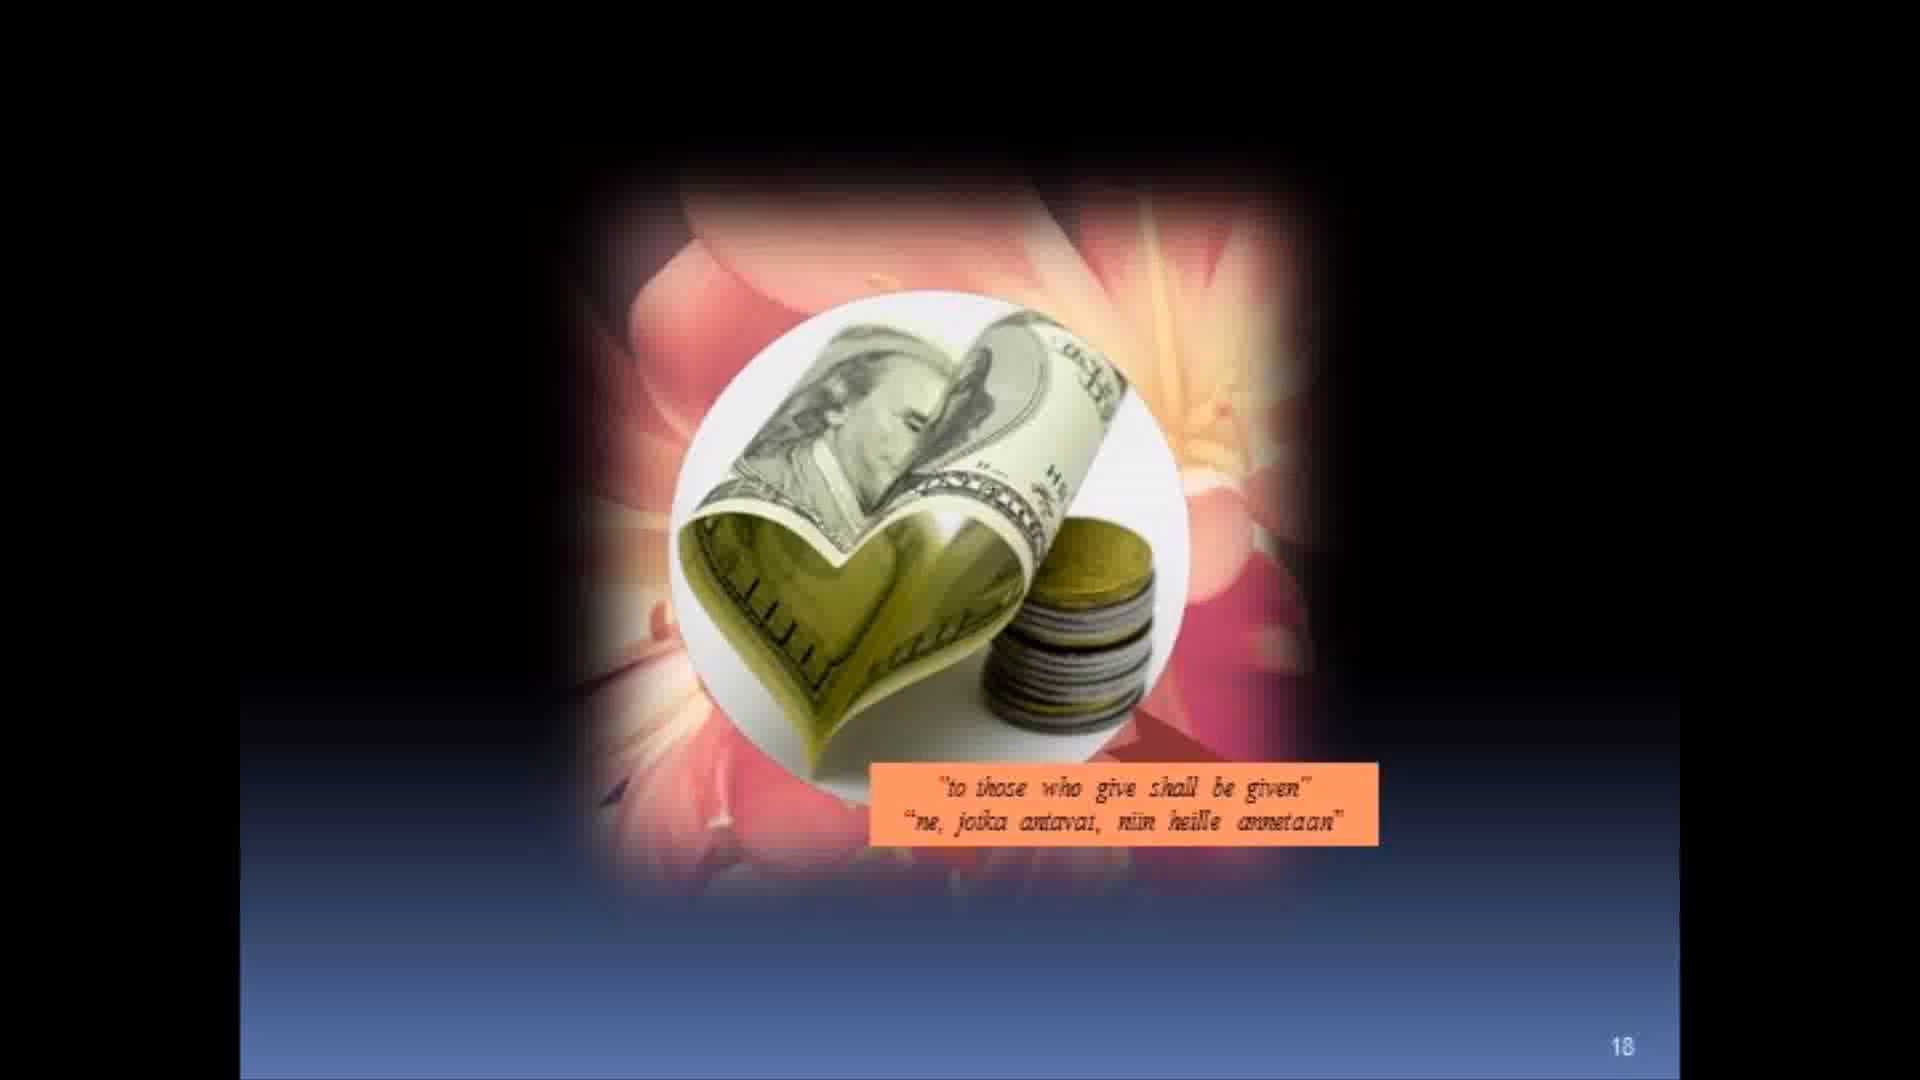 "to those who give shall be given"
“ne, jotka antavat, niin heille annetaan”
18